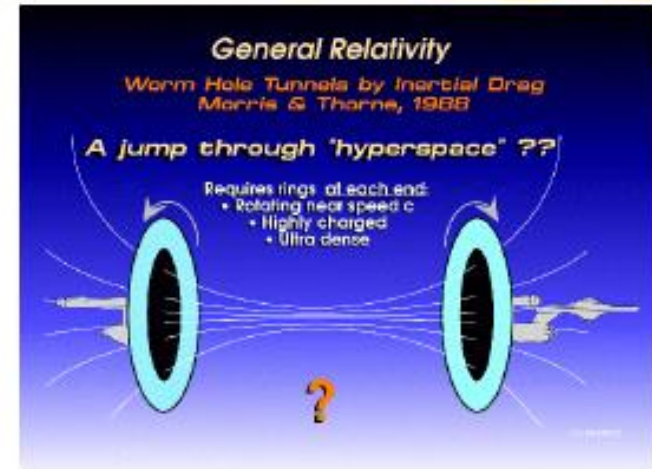 General Relativity
Worm Hole Tunnels by Inertial Drag
Morris & Thorne, 1988
A jump through "hyperspace" ??
Requires rings at each end:
• Rotating near speed c
• Highly charged
• Ultra dense
?